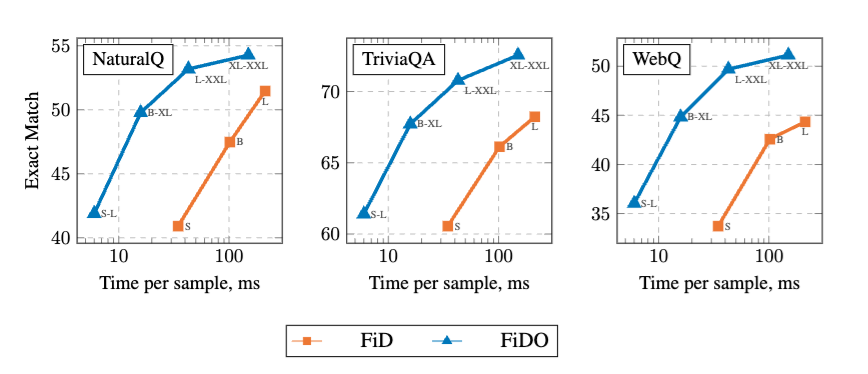 NaturalQ
Exact Match
55
50
45
40
XL-XXL
L-XXL
B-XL
S-L
L
B
S
10
100
Time per sample, ms
TriviaQA
70
65
60
XL-XXL
L-XXL
B-XL
S-L
L
B
S
10
100
Time per sample, ms
WebQ
50
45
40
35
XL-XXL
L-XXL
B-XL
S-L
L
B
S
10
100
Time per sample, ms
FiD FiDO